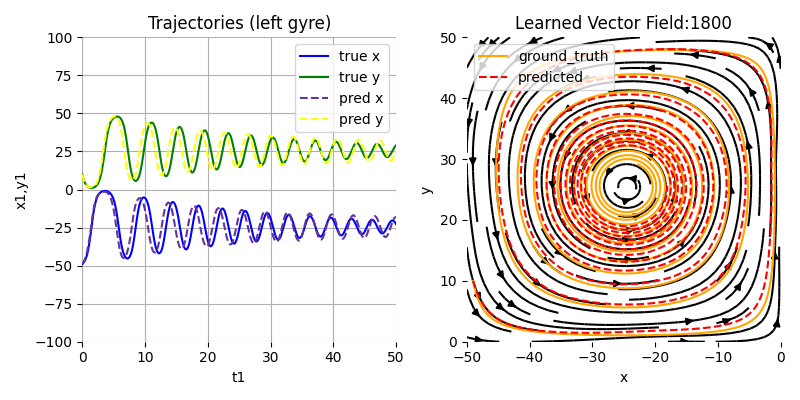 Trajectories (left gyre)
100
75
50
25
0
−25
−50
−75
−100
x1,y1
0
10
20
30
40
50
t1
true x
true y
pred x
pred y
Learned Vector Field:1800
50
40
30
20
10
0
y
−50
−40
−30
−20
−10
0
x
ground_truth
predicted